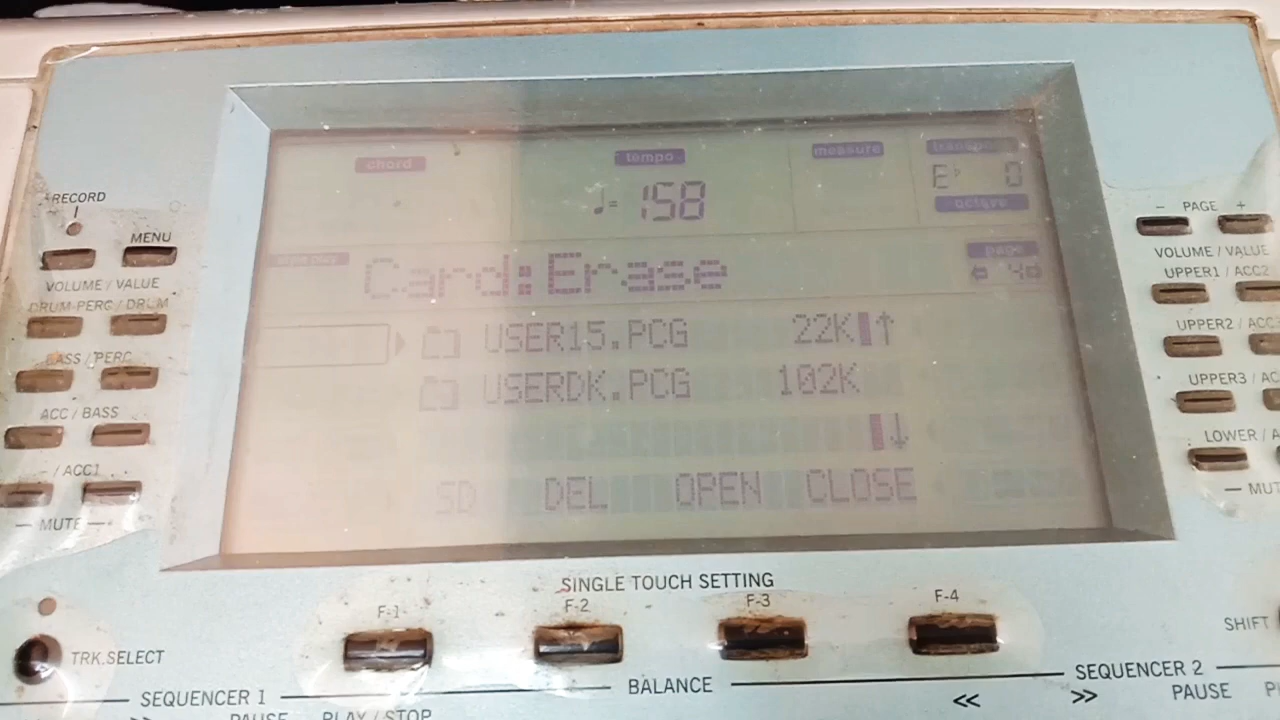 chord
tempo
measure
♩= 158
E♭ 0
octave
page
Card:Erase
USER15.PCG 22K ↑
USERDK.PCG 102K
↓
SD DEL OPEN CLOSE
RECORD
MENU
VOLUME / VALUE
DRUM-PERC / DRUM
BASS / PERC
ACC / BASS
- / ACC1
— MUTE —
- PAGE +
VOLUME / VALUE
UPPER1 / ACC2
UPPER2 /
UPPER3 /
LOWER /
SINGLE TOUCH SETTING
F-1 F-2 F-3 F-4
SHIFT
TRK.SELECT
SEQUENCER 1
BALANCE
SEQUENCER 2
>> PAUSE PLAY / STOP
<< >> PAUSE